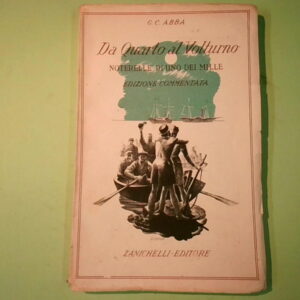 G. C. ABBA
Da Quarto al Volturno
NOTERELLE DI UNO DEI MILLE
EDIZIONE COMMENTATA
ZANICHELLI - EDITORE